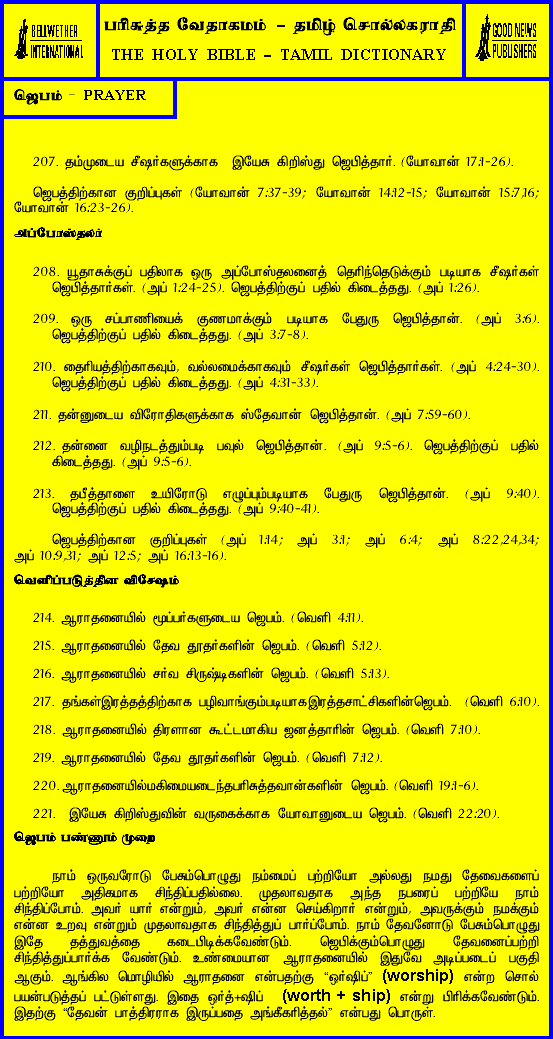 BELLWETHER
INTERNATIONAL
பரிசுத்த வேதாகமம் – தமிழ் சொல்லகராதி
THE HOLY BIBLE – TAMIL DICTIONARY
GOOD NEWS
PUBLISHERS
ஜெபம் – PRAYER
207. தம்முடைய சீஷர்களுக்காக இயேசு கிறிஸ்து ஜெபித்தார். (யோவான் 17:1-26).
ஜெபத்திற்கான குறிப்புகள் (யோவான் 7:37-39; யோவான் 14:12-15; யோவான் 15:7,16;
யோவான் 16:23-26).
அப்போஸ்தலர்
208. யூதாசுக்குப் பதிலாக ஒரு அப்போஸ்தலனைத் தெரிந்தெடுக்கும் படியாக சீஷர்கள்
ஜெபித்தார்கள். (அப் 1:24-25). ஜெபத்திற்குப் பதில் கிடைத்தது. (அப் 1:26).
209. ஒரு சப்பாணியைக் குணமாக்கும் படியாக பேதுரு ஜெபித்தான். (அப் 3:6).
ஜெபத்திற்குப் பதில் கிடைத்தது. (அப் 3:7-8).
210. தைரியத்திற்காகவும், வல்லமைக்காகவும் சீஷர்கள் ஜெபித்தார்கள். (அப் 4:24-30).
ஜெபத்திற்குப் பதில் கிடைத்தது. (அப் 4:31-33).
211. தன்னுடைய விரோதிகளுக்காக ஸ்தேவான் ஜெபித்தான். (அப் 7:59-60).
212. தன்னை வழிநடத்தும்படி பவுல் ஜெபித்தான். (அப் 9:5-6). ஜெபத்திற்குப் பதில்
கிடைத்தது. (அப் 9:5-6).
213. தபீத்தாளை உயிரோடு எழுப்பும்படியாக பேதுரு ஜெபித்தான். (அப் 9:40).
ஜெபத்திற்குப் பதில் கிடைத்தது. (அப் 9:40-41).
ஜெபத்திற்கான குறிப்புகள் (அப் 1:14; அப் 3:1; அப் 6:4; அப் 8:22,24,34;
அப் 10:9,31; அப் 12:5; அப் 16:13-16).
வெளிப்படுத்தின விசேஷம்
214. ஆராதனையில் மூப்பர்களுடைய ஜெபம். (வெளி 4:11).
215. ஆராதனையில் தேவ தூதர்களின் ஜெபம். (வெளி 5:12).
216. ஆராதனையில் சர்வ சிருஷ்டிகளின் ஜெபம். (வெளி 5:13).
217. தங்கள்இரத்தத்திற்காக பழிவாங்கும்படியாகஇரத்தசாட்சிகளின்ஜெபம். (வெளி 6:10).
218. ஆராதனையில் திரளான கூட்டமாகிய ஜனத்தாரின் ஜெபம். (வெளி 7:10).
219. ஆராதனையில் தேவ தூதர்களின் ஜெபம். (வெளி 7:12).
220. ஆராதனையில்மகிமையடைந்தபரிசுத்தவான்களின் ஜெபம். (வெளி 19:1-6).
221. இயேசு கிறிஸ்துவின் வருகைக்காக யோவானுடைய ஜெபம். (வெளி 22:20).
ஜெபம் பண்ணும் முறை
நாம் ஒருவரோடு பேசும்பொழுது நம்மைப் பற்றியோ அல்லது நமது தேவைகளைப்
பற்றியோ அதிகமாக சிந்திப்பதில்லை. முதலாவதாக அந்த நபரைப் பற்றியே நாம்
சிந்திப்போம். அவர் யார் என்றும், அவர் என்ன செய்கிறார் என்றும், அவருக்கும் நமக்கும்
என்ன உறவு என்றும் முதலாவதாக சிந்தித்துப் பார்ப்போம். நாம் தேவனோடு பேசும்பொழுது
இதே தத்துவத்தை கடைபிடிக்கவேண்டும். ஜெபிக்கும்பொழுது தேவனைப்பற்றி
சிந்தித்துப்பார்க்க வேண்டும். உண்மையான ஆராதனையில் இதுவே அடிப்படைப் பகுதி
ஆகும். ஆங்கில மொழியில் ஆராதனை என்பதற்கு “ஒர்ஷிப்” (worship) என்ற சொல்
பயன்படுத்தப் பட்டுள்ளது. இதை ஒர்த்+ஷிப் (worth + ship) என்று பிரிக்கவேண்டும்.
இதற்கு “தேவன் பாத்திரராக இருப்பதை அங்கீகரித்தல்” என்பது பொருள்.